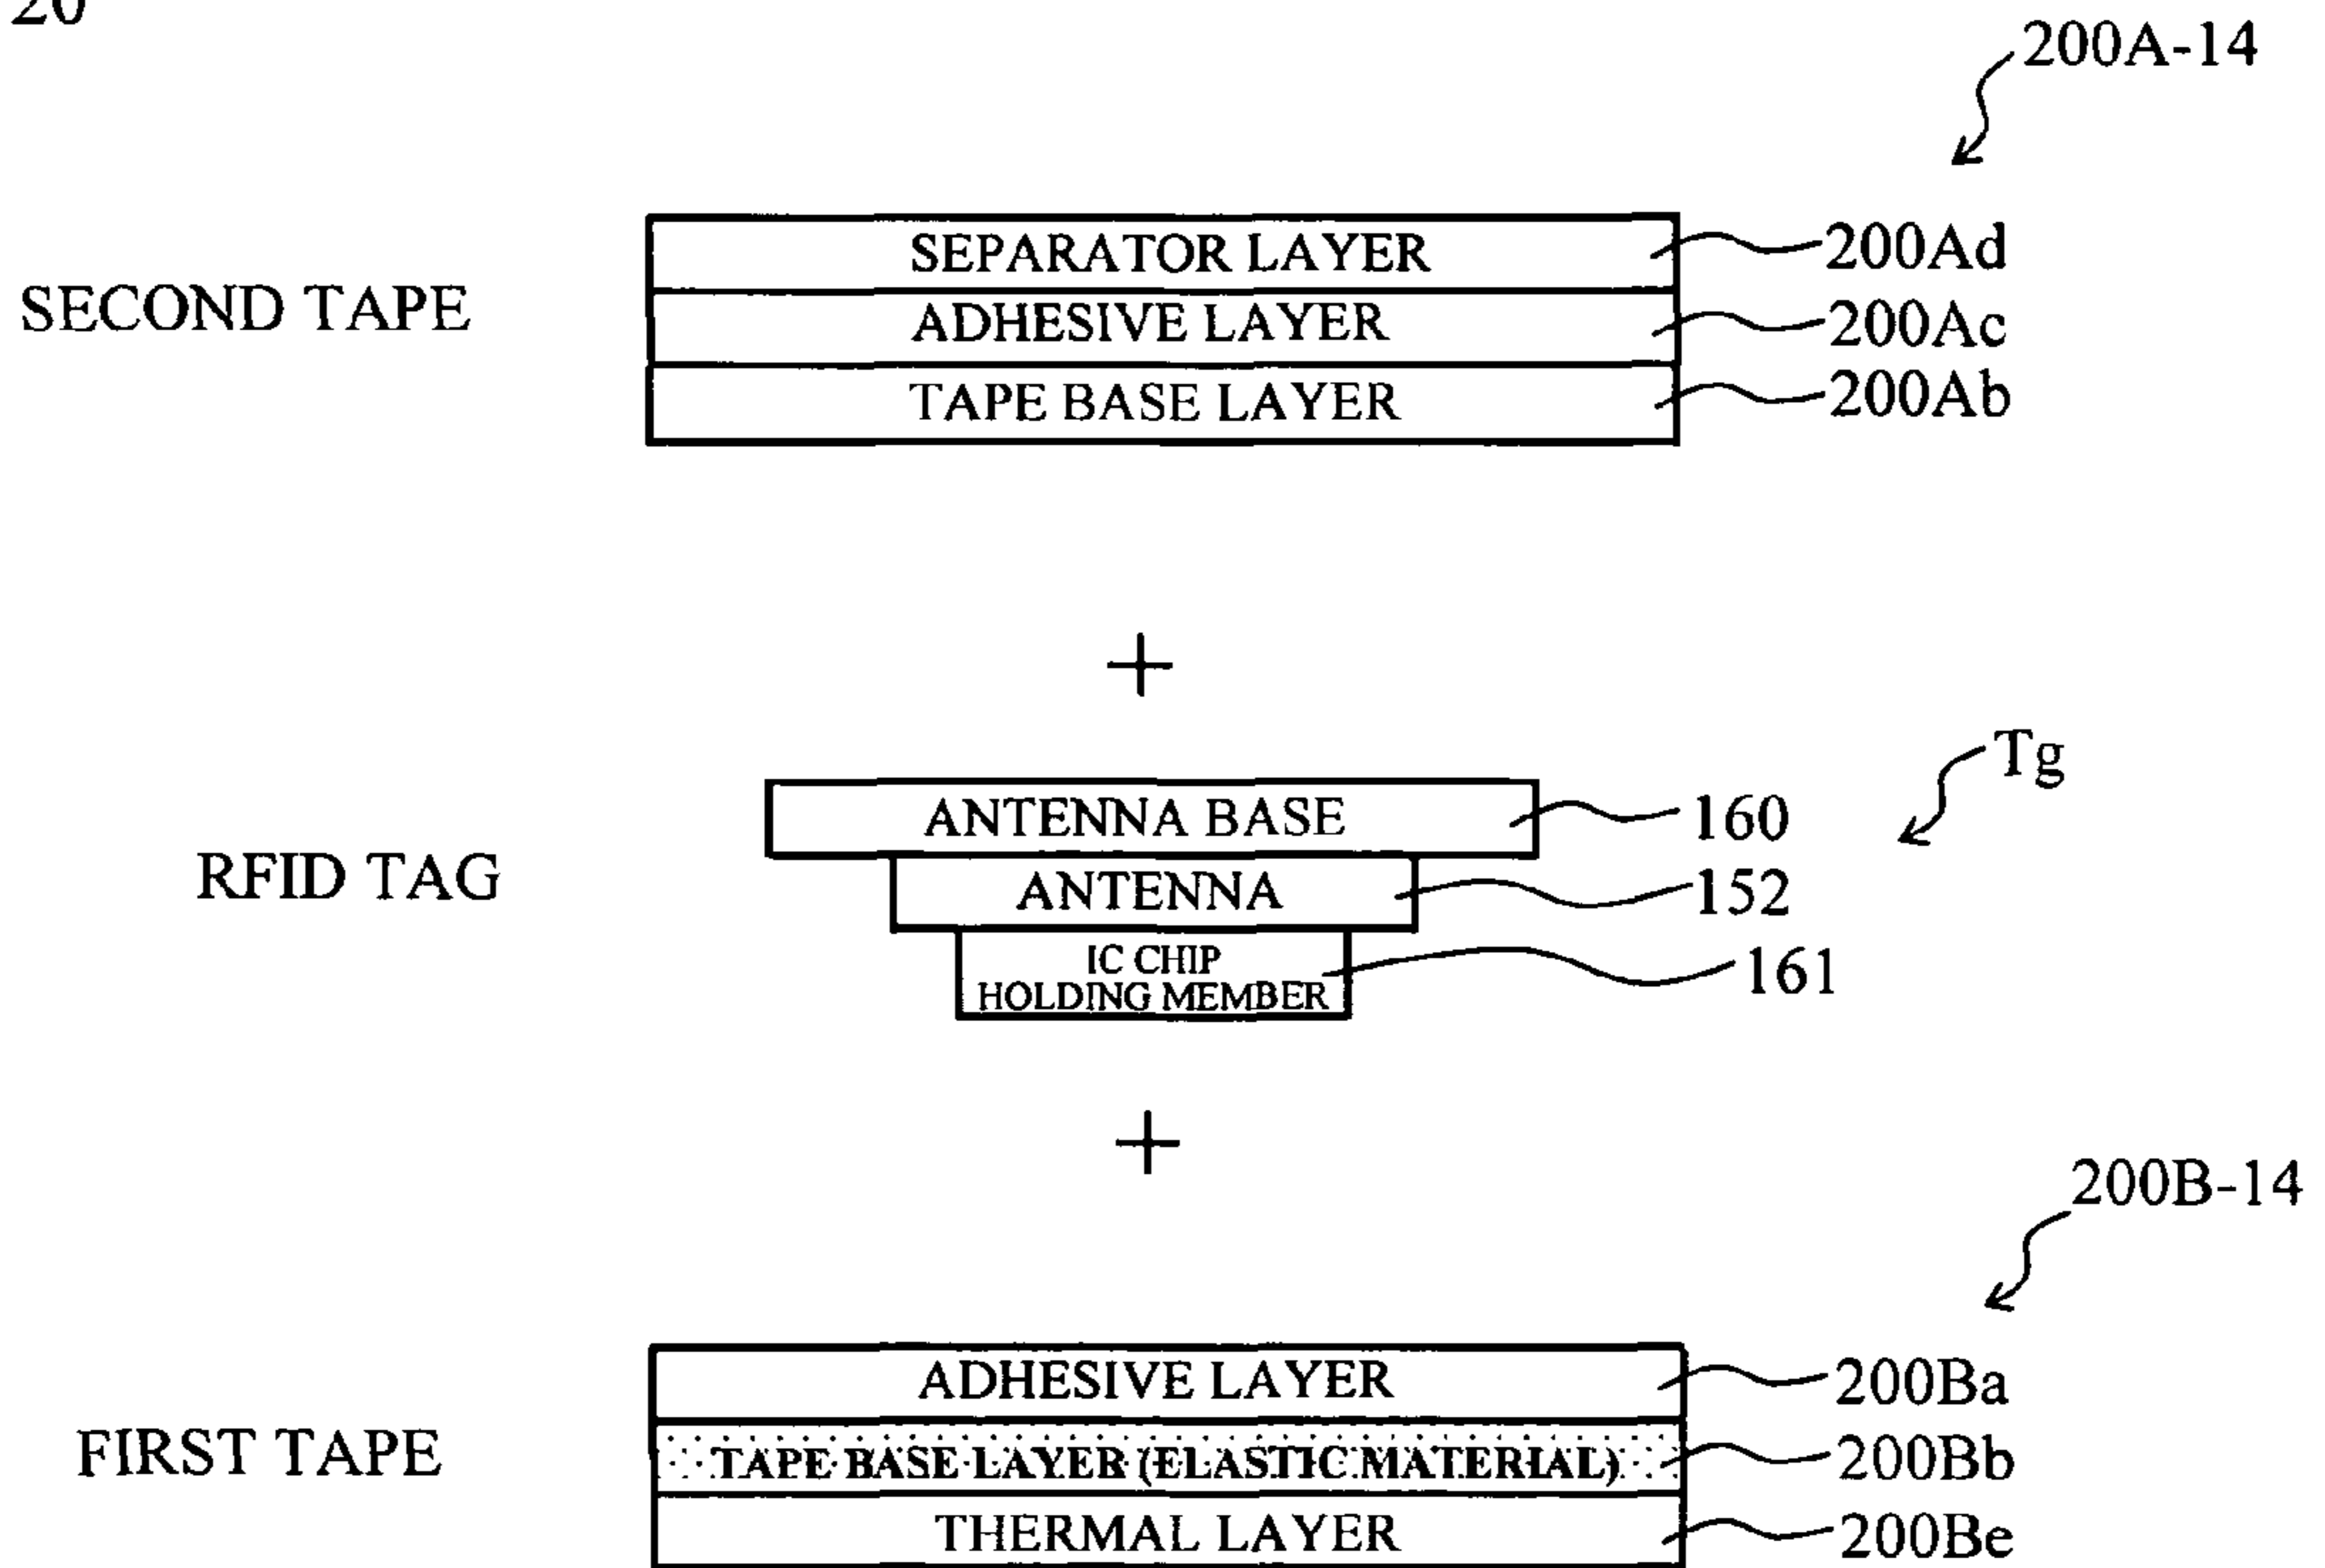 20
200A-14
SEPARATOR LAYER
200Ad
SECOND TAPE
ADHESIVE LAYER
200Ac
TAPE BASE LAYER
200Ab
+
Tg
ANTENNA BASE
160
RFID TAG
ANTENNA
152
IC CHIP
HOLDING MEMBER
161
+
200B-14
ADHESIVE LAYER
200Ba
FIRST TAPE
TAPE BASE LAYER (ELASTIC MATERIAL)
200Bb
THERMAL LAYER
200Be